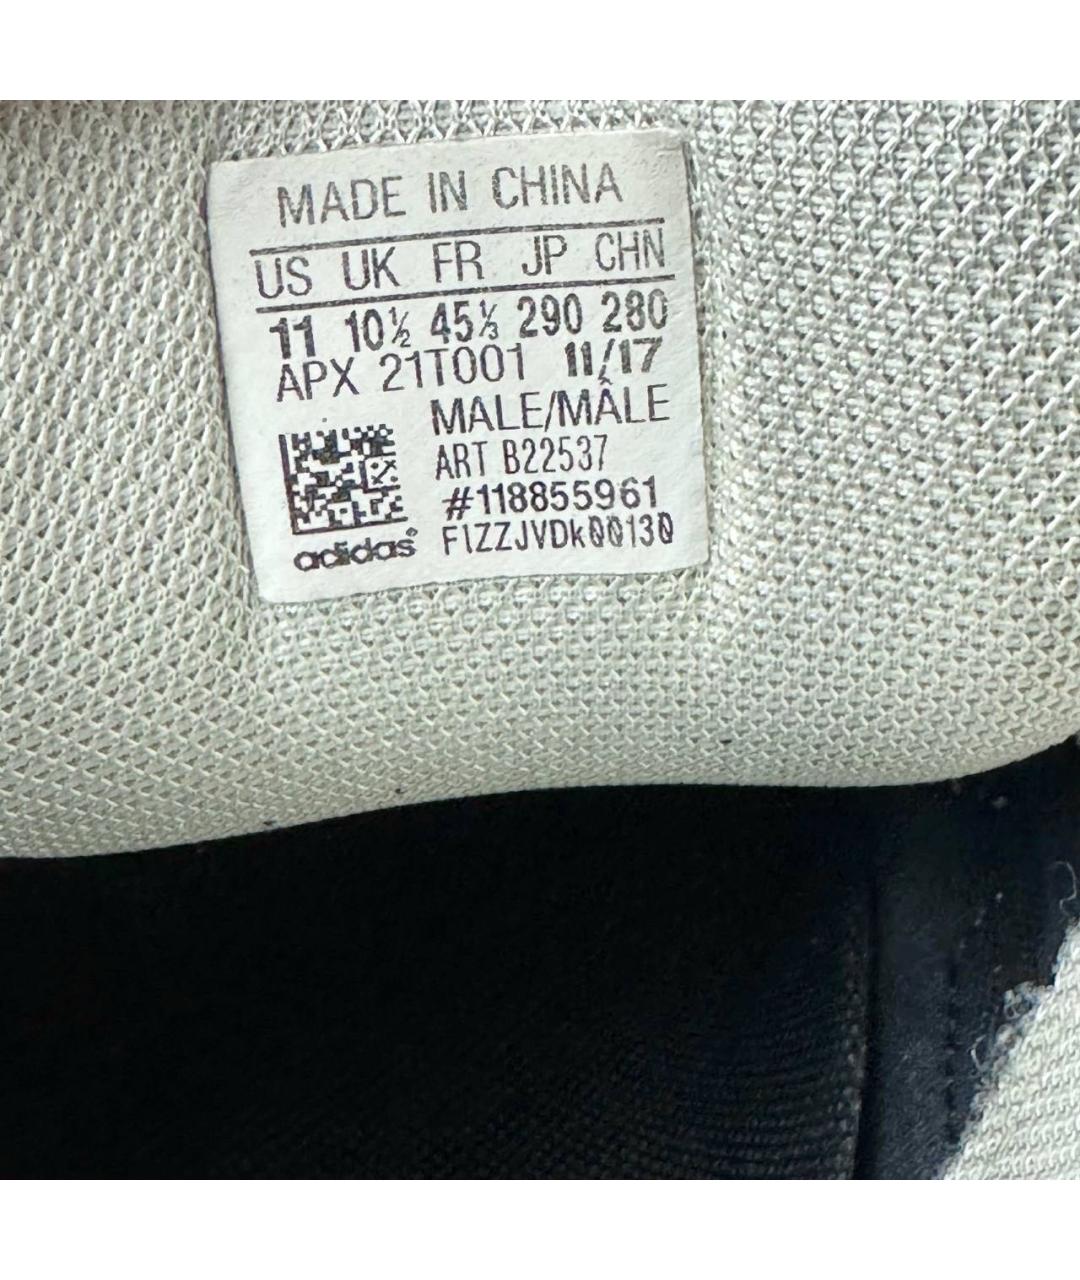 MADE IN CHINA
US UK FR JP CHN
11 10½ 45⅓ 290 280
APX 21T001 11/17
MALE/MÂLE
ART B22537
#118855961
F1ZZJVDk00130
adidas®